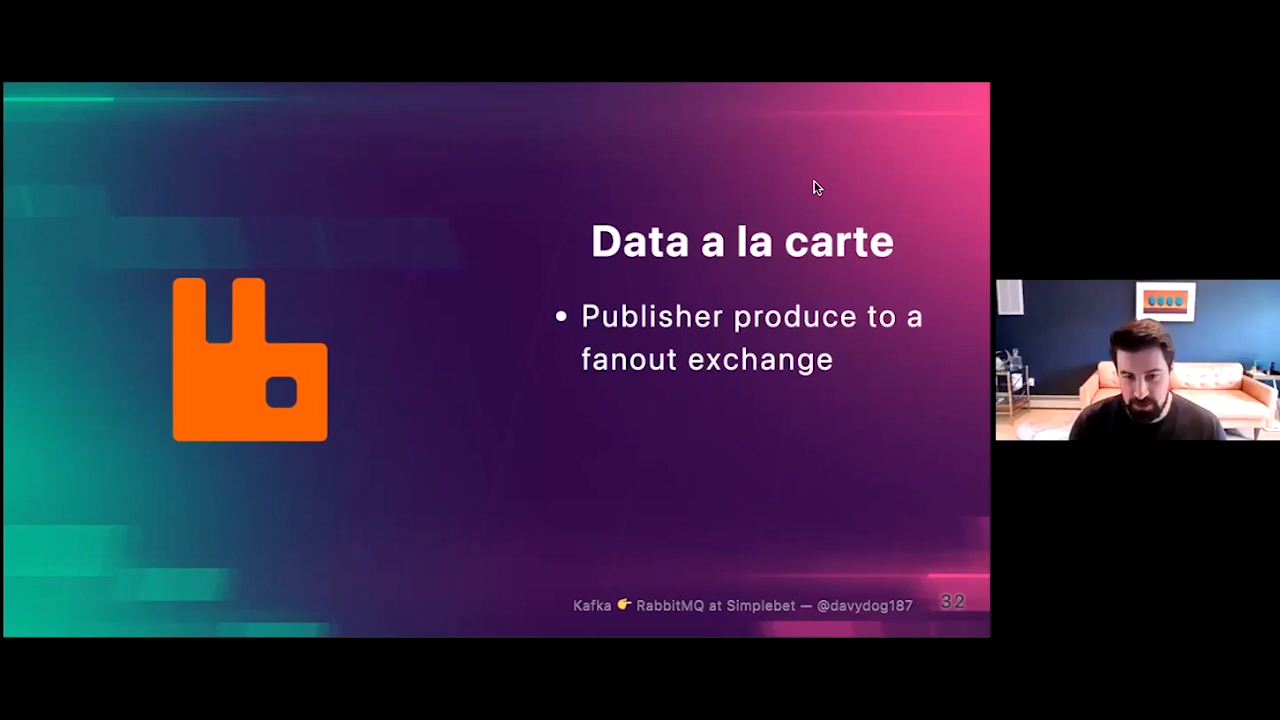 Data a la carte
• Publisher produce to a
fanout exchange
Kafka 👉 RabbitMQ at Simplebet — @davydog187
32